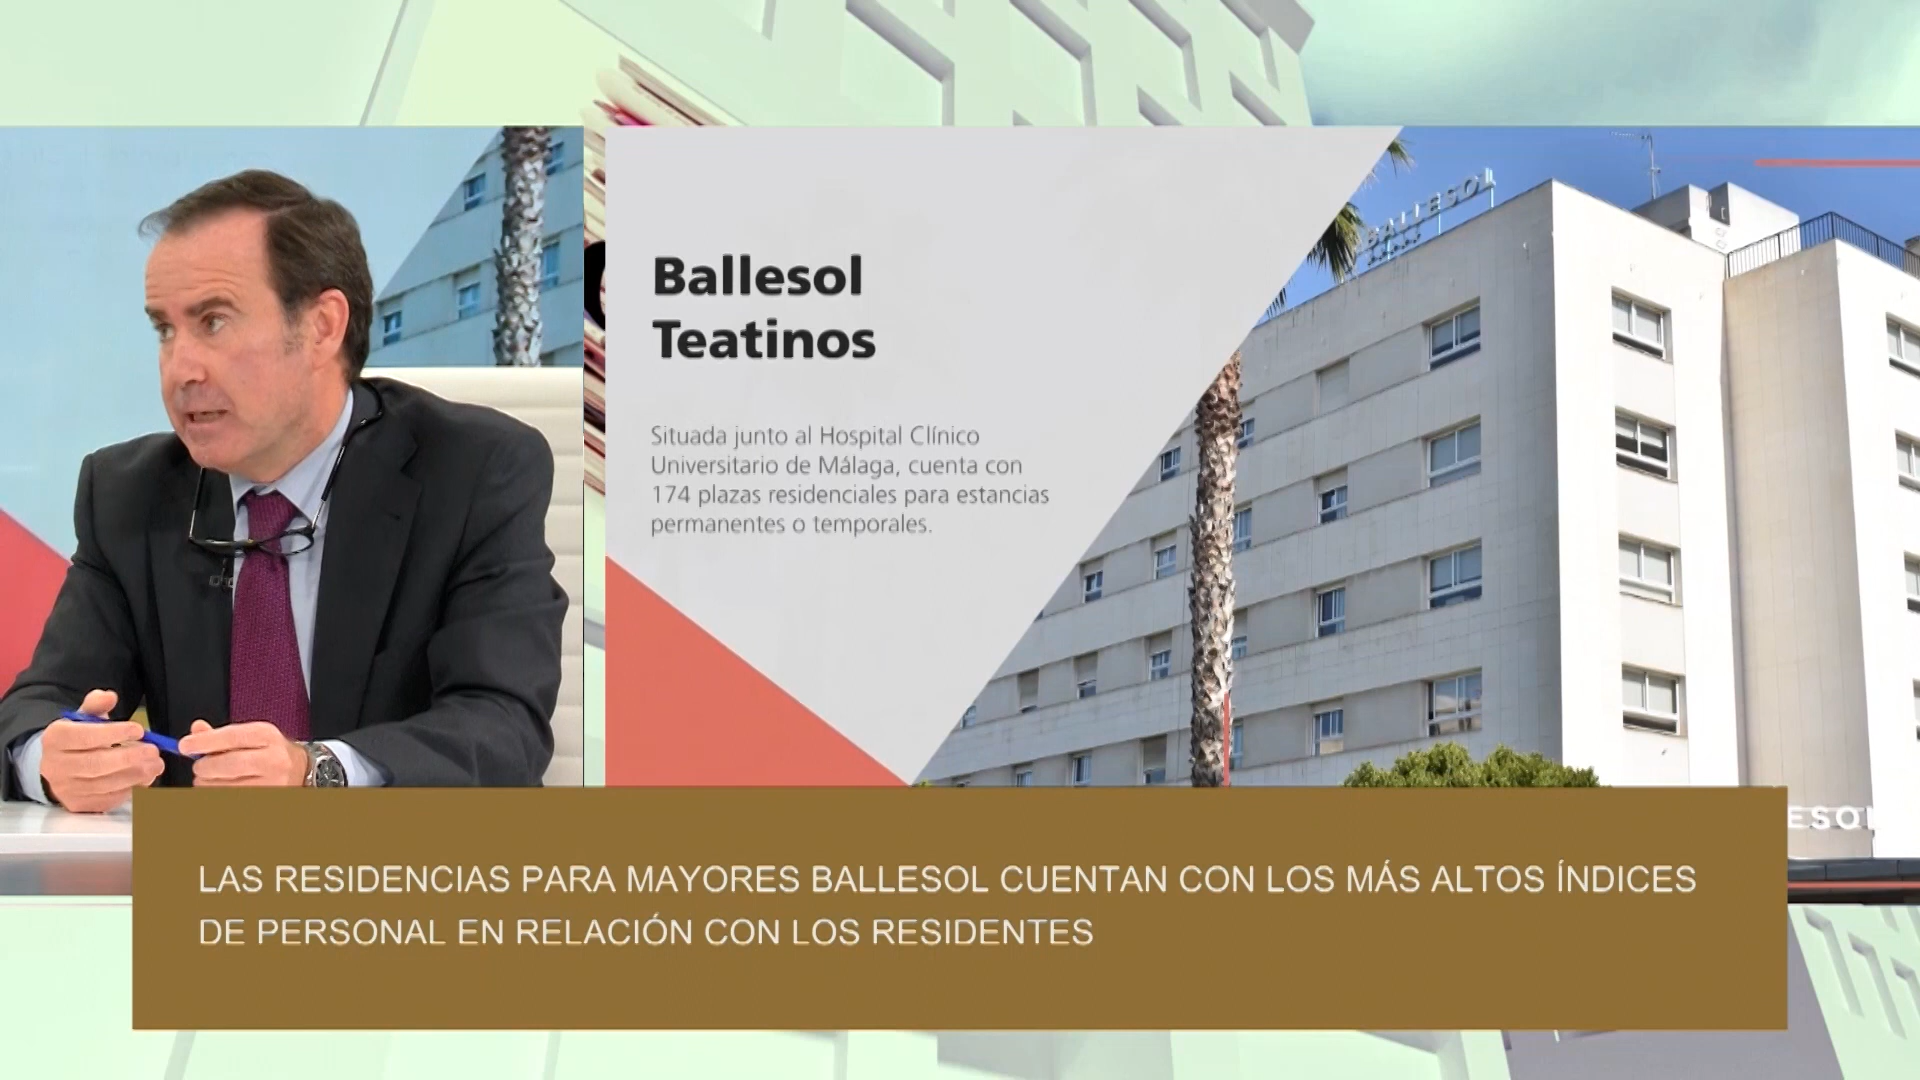 BALLESOL
Ballesol
Teatinos
Situada junto al Hospital Clínico
Universitario de Málaga, cuenta con
174 plazas residenciales para estancias
permanentes o temporales.
ESO
LAS RESIDENCIAS PARA MAYORES BALLESOL CUENTAN CON LOS MÁS ALTOS ÍNDICES
DE PERSONAL EN RELACIÓN CON LOS RESIDENTES